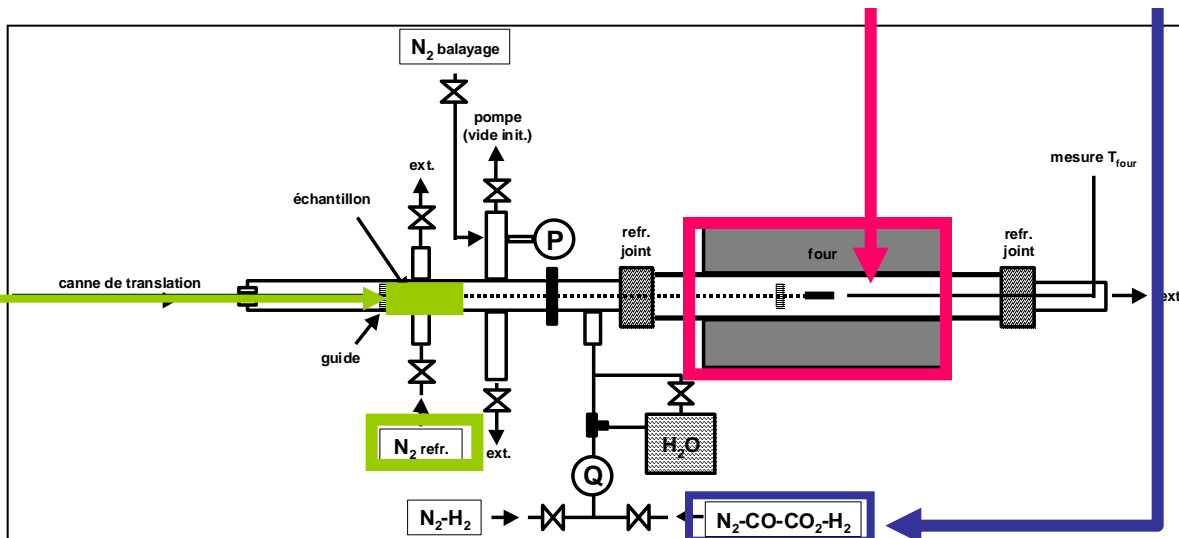 N₂ balayage
pompe
(vide init.)
ext.
mesure T_four
échantillon
P
refr.
joint
four
refr.
joint
canne de translation
ext
guide
N₂ refr.
ext.
H₂O
Q
N₂-H₂
N₂-CO-CO₂-H₂